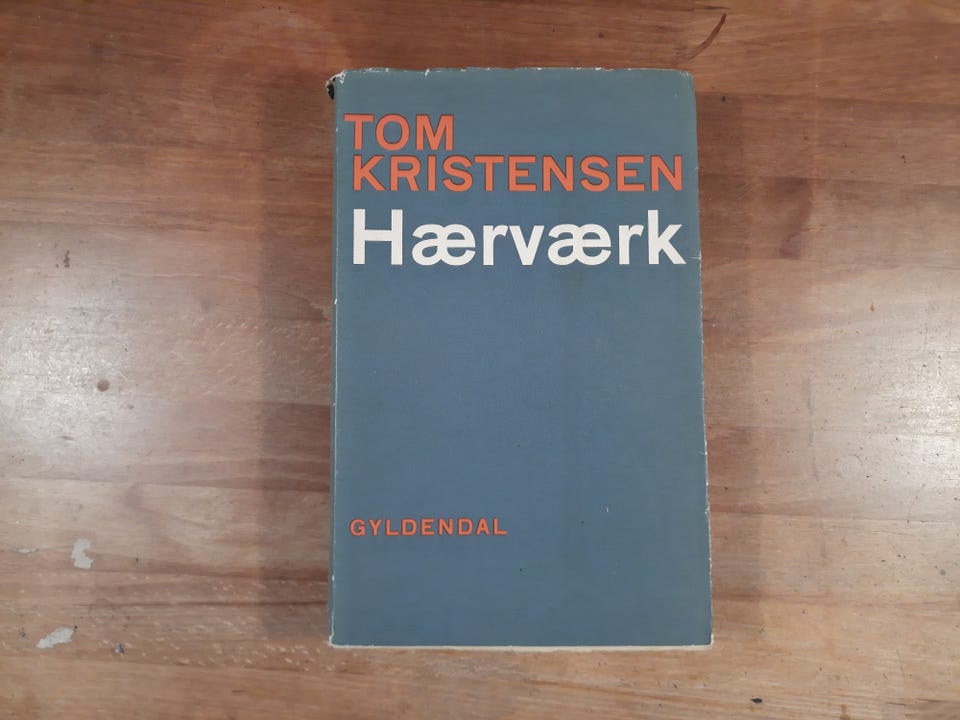 TOM
KRISTENSEN
Hærværk
GYLDENDAL